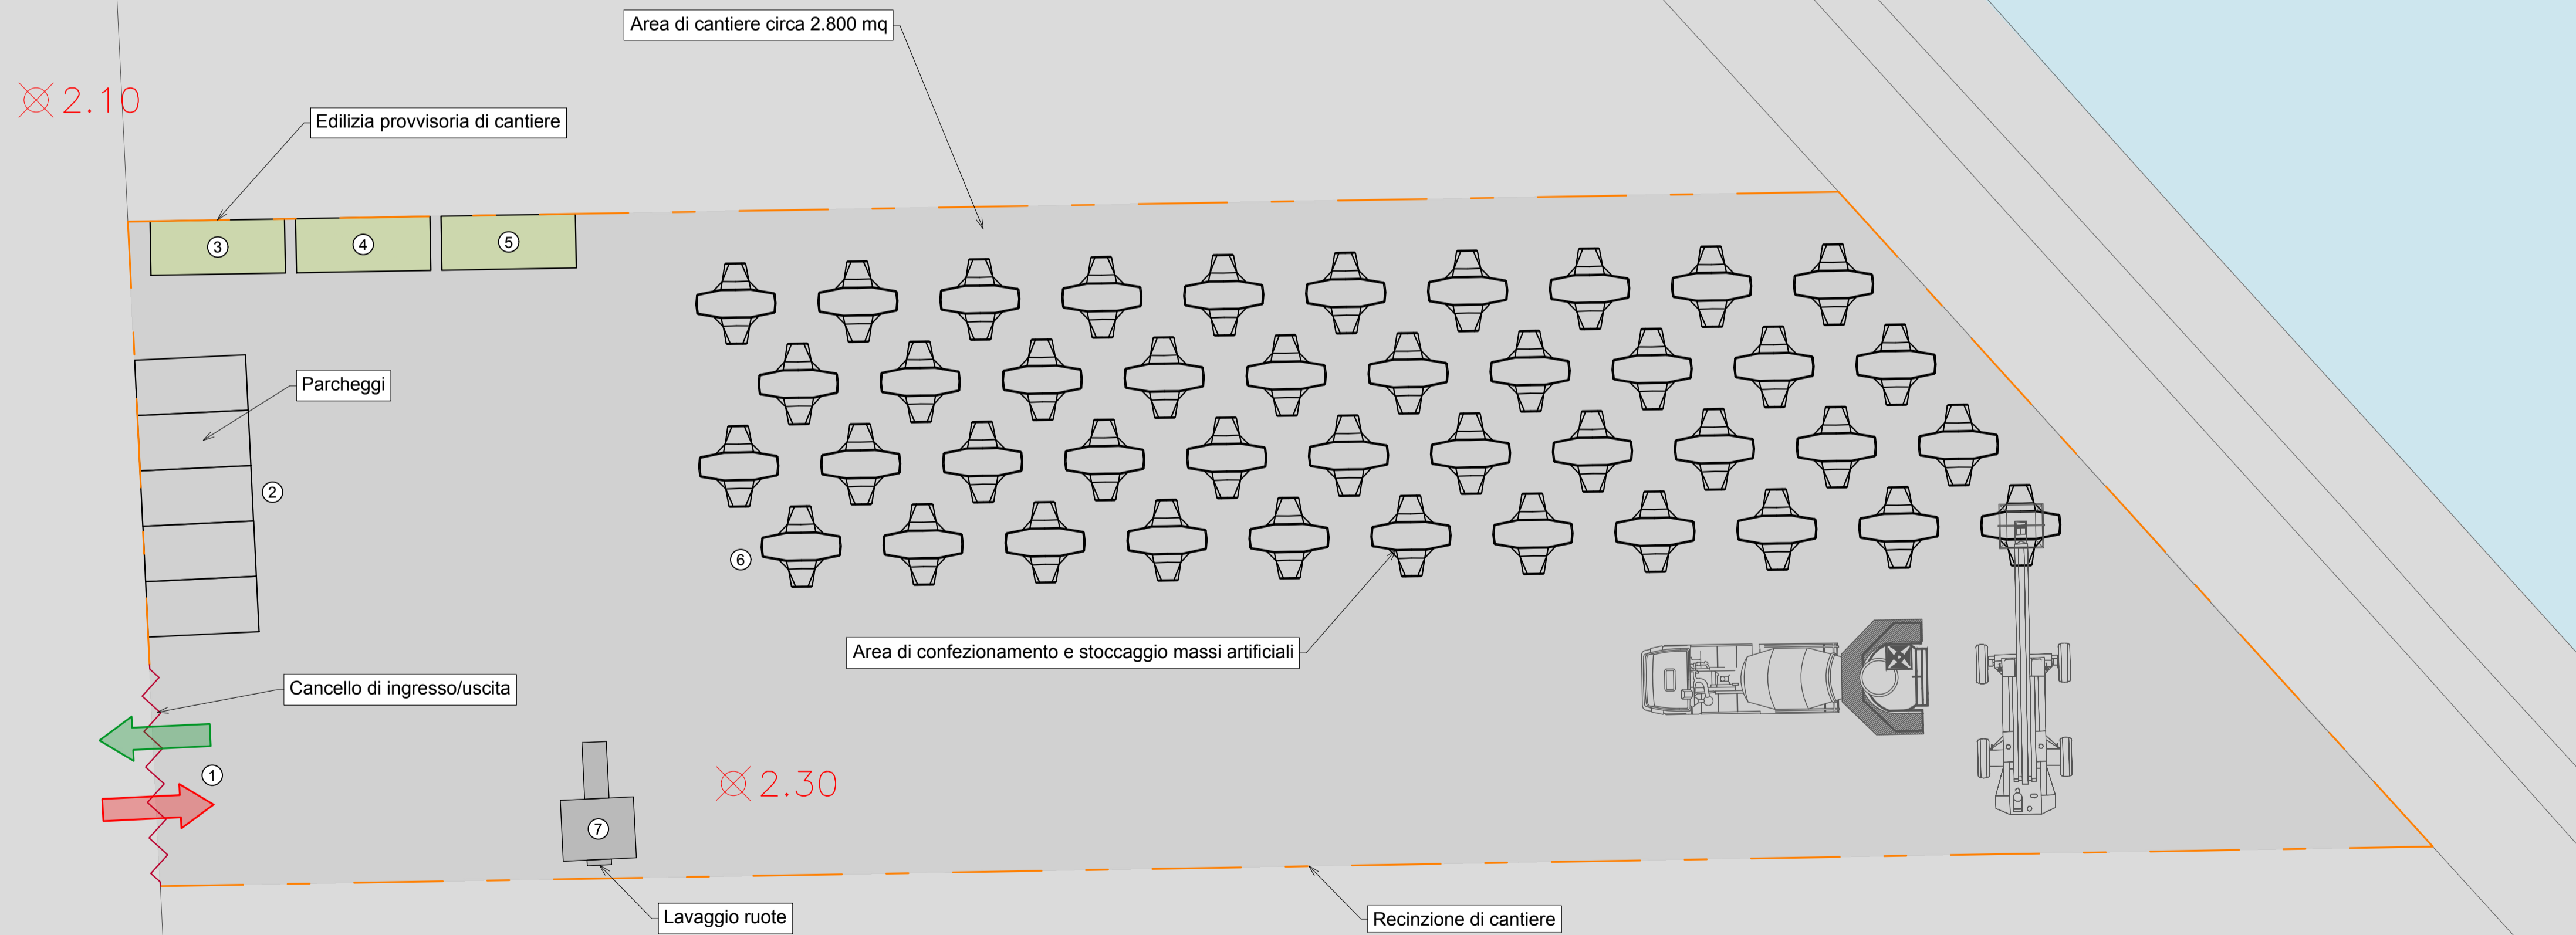 Area di cantiere circa 2.800 mq
2.10
Edilizia provvisoria di cantiere
3
4
5
Parcheggi
2
6
Area di confezionamento e stoccaggio massi artificiali
Cancello di ingresso/uscita
1
2.30
7
Lavaggio ruote
Recinzione di cantiere